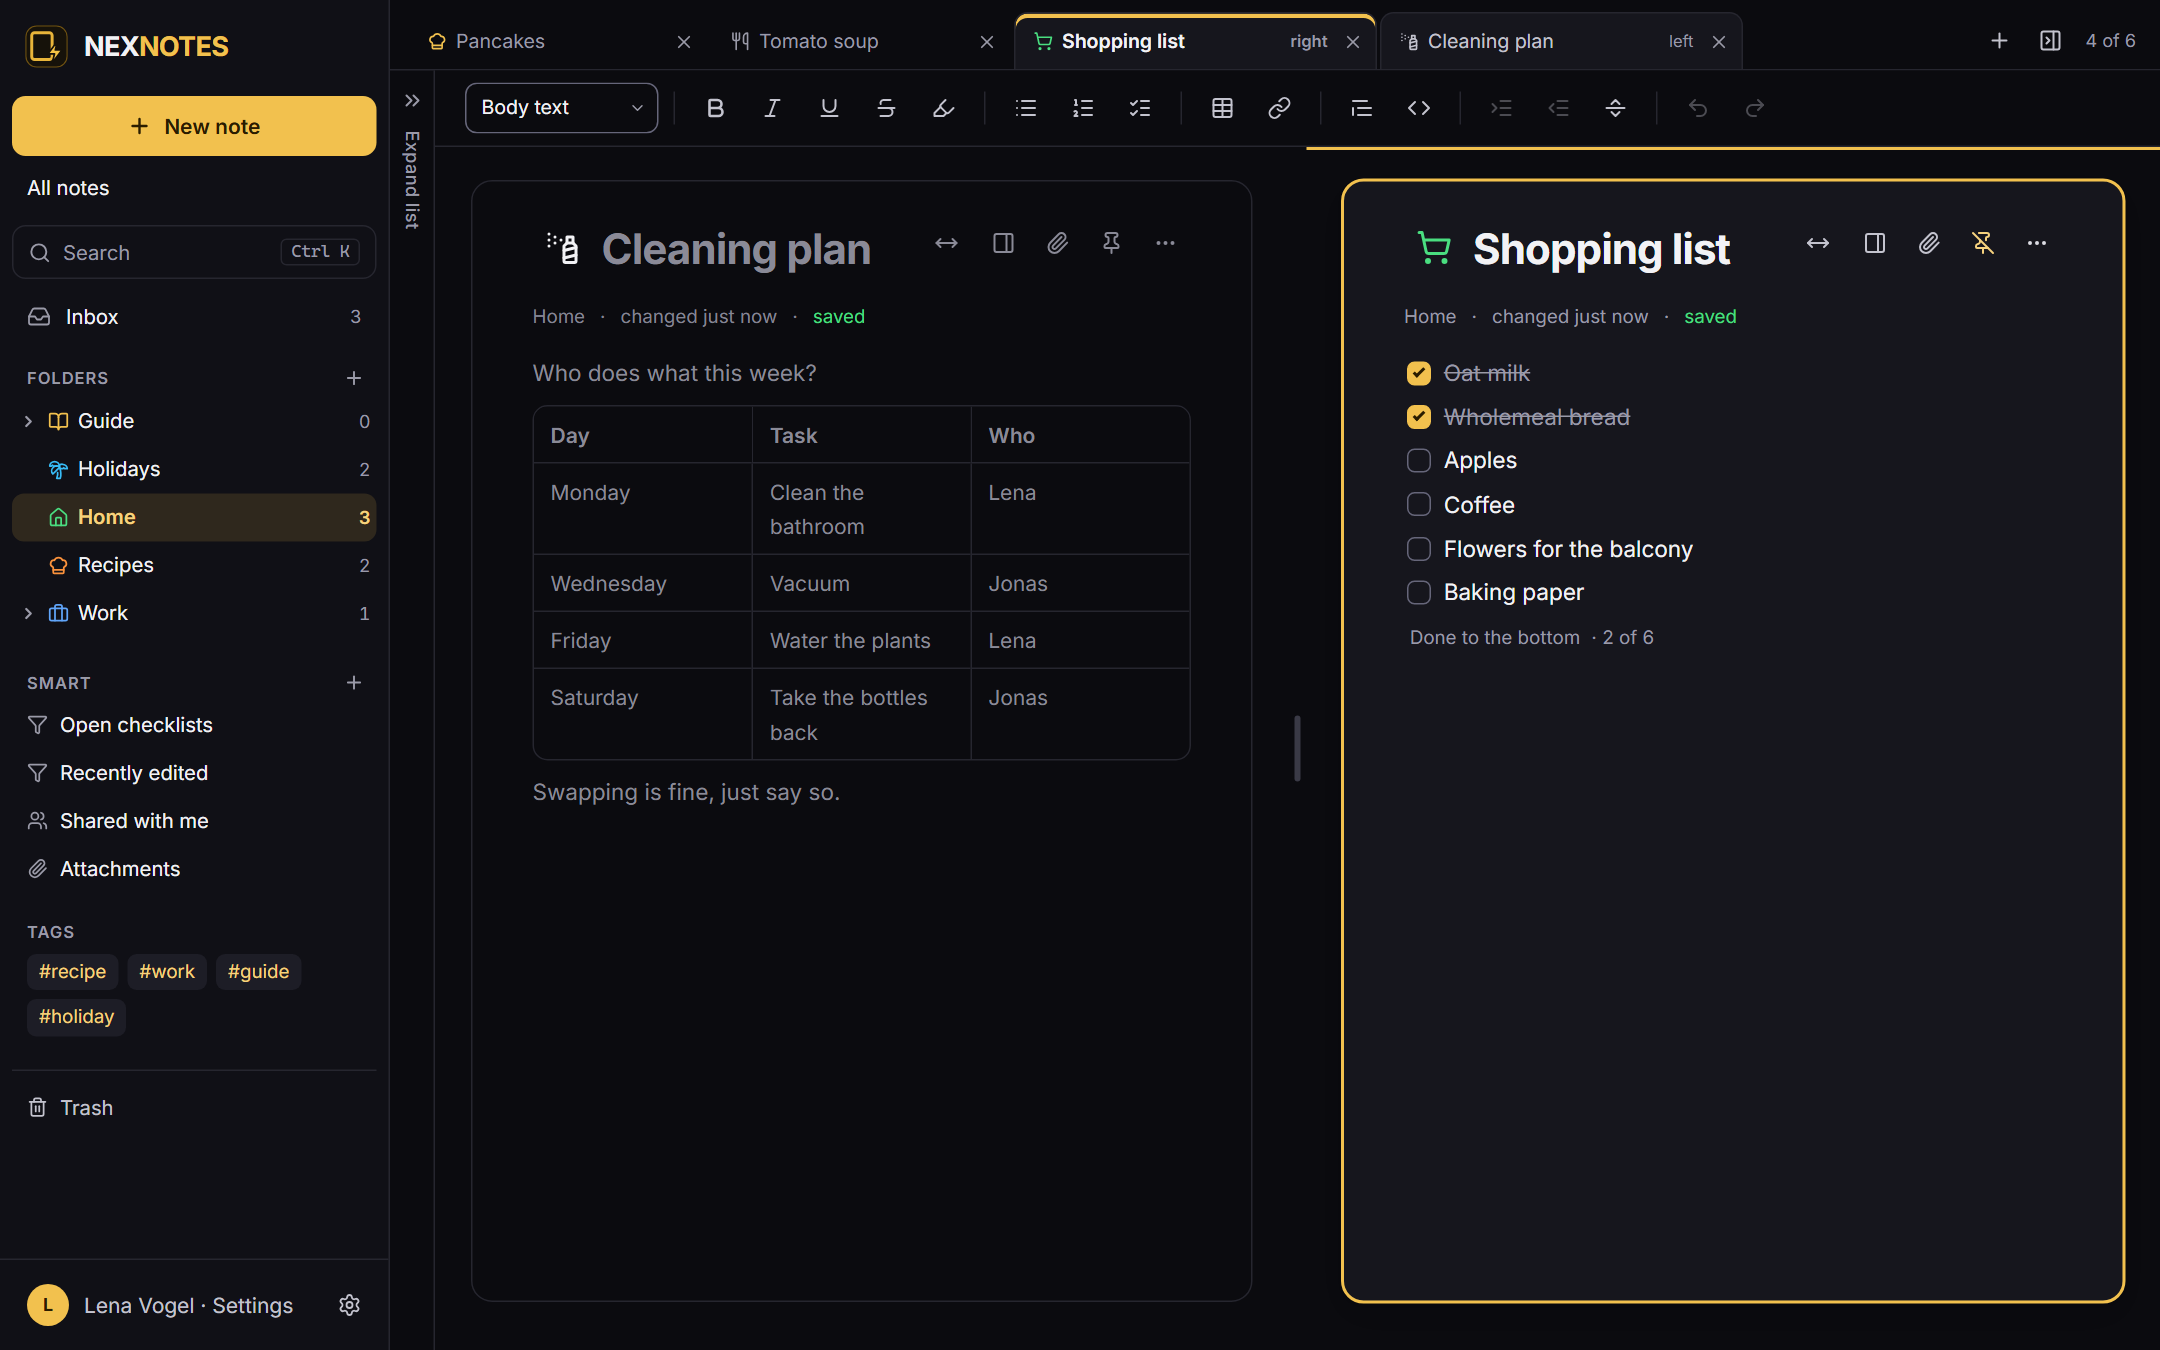 NEXNOTES
New note
All notes
Search
Ctrl K
Inbox
3
FOLDERS
Guide
0
Holidays
2
Home
3
Recipes
2
Work
1
SMART
Open checklists
Recently edited
Shared with me
Attachments
TAGS
#recipe #work #guide
#holiday
Trash
L
Lena Vogel · Settings
Pancakes
Tomato soup
Shopping list right
Cleaning plan left
4 of 6
Expand list
Body text
Cleaning plan
Home · changed just now · saved
Who does what this week?
Day Task Who
Monday Clean the bathroom Lena
Wednesday Vacuum Jonas
Friday Water the plants Lena
Saturday Take the bottles back Jonas
Swapping is fine, just say so.
Shopping list
Home · changed just now · saved
Oat milk
Wholemeal bread
Apples
Coffee
Flowers for the balcony
Baking paper
Done to the bottom · 2 of 6